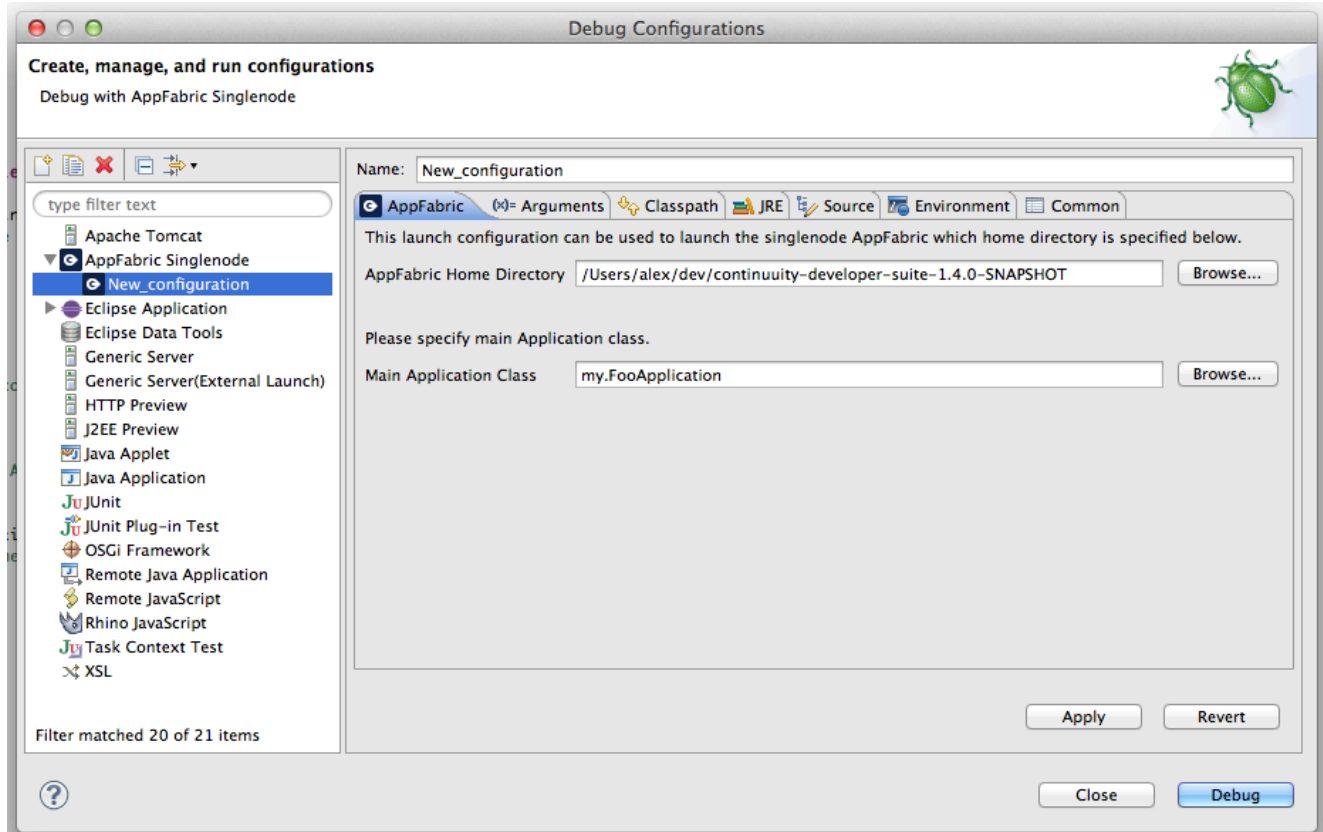 Debug Configurations
Create, manage, and run configurations
Debug with AppFabric Singlenode
type filter text
Apache Tomcat
AppFabric Singlenode
New_configuration
Eclipse Application
Eclipse Data Tools
Generic Server
Generic Server(External Launch)
HTTP Preview
J2EE Preview
Java Applet
Java Application
JUnit
JUnit Plug-in Test
OSGi Framework
Remote Java Application
Remote JavaScript
Rhino JavaScript
Task Context Test
XSL
Filter matched 20 of 21 items
Name: New_configuration
AppFabric (x)= Arguments Classpath JRE Source Environment Common
This launch configuration can be used to launch the singlenode AppFabric which home directory is specified below.
AppFabric Home Directory /Users/alex/dev/continuuity-developer-suite-1.4.0-SNAPSHOT Browse...
Please specify main Application class.
Main Application Class my.FooApplication Browse...
Apply Revert
? Close Debug